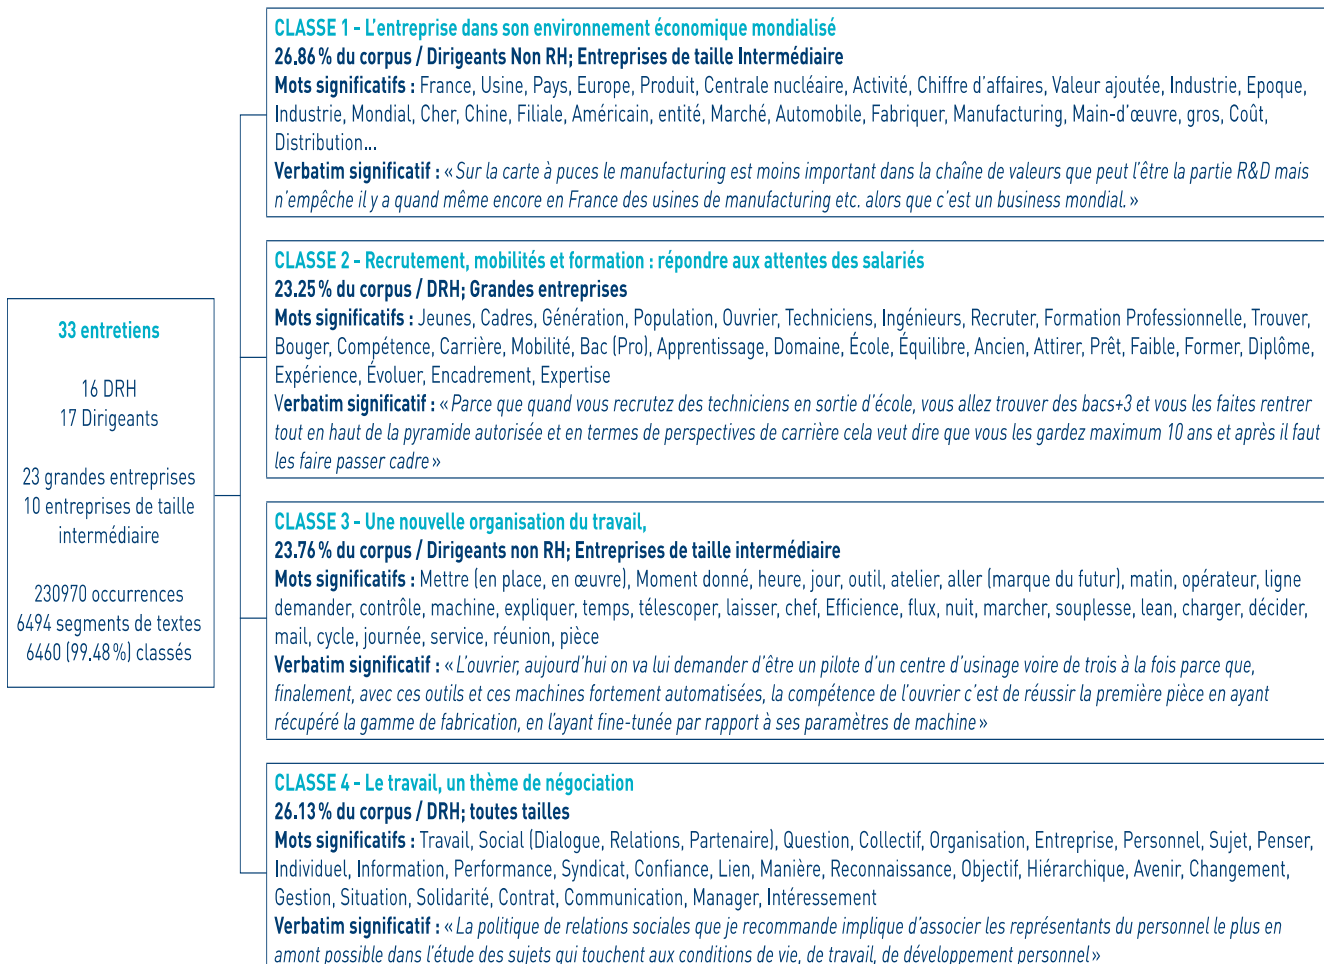 33 entretiens
16 DRH
17 Dirigeants
23 grandes entreprises
10 entreprises de taille
intermédiaire
230970 occurrences
6494 segments de textes
6460 (99.48 %) classés
CLASSE 1 - L’entreprise dans son environnement économique mondialisé
26.86 % du corpus / Dirigeants Non RH; Entreprises de taille Intermédiaire
Mots significatifs : France, Usine, Pays, Europe, Produit, Centrale nucléaire, Activité, Chiffre d’affaires, Valeur ajoutée, Industrie, Epoque,
Industrie, Mondial, Cher, Chine, Filiale, Américain, entité, Marché, Automobile, Fabriquer, Manufacturing, Main-d’œuvre, gros, Coût,
Distribution...
Verbatim significatif : « Sur la carte à puces le manufacturing est moins important dans la chaîne de valeurs que peut l’être la partie R&D mais
n’empêche il y a quand même encore en France des usines de manufacturing etc. alors que c’est un business mondial. »
CLASSE 2 - Recrutement, mobilités et formation : répondre aux attentes des salariés
23.25 % du corpus / DRH; Grandes entreprises
Mots significatifs : Jeunes, Cadres, Génération, Population, Ouvrier, Techniciens, Ingénieurs, Recruter, Formation Professionnelle, Trouver,
Bouger, Compétence, Carrière, Mobilité, Bac (Pro), Apprentissage, Domaine, École, Équilibre, Ancien, Attirer, Prêt, Faible, Former, Diplôme,
Expérience, Évoluer, Encadrement, Expertise
Verbatim significatif : « Parce que quand vous recrutez des techniciens en sortie d’école, vous allez trouver des bacs+3 et vous les faites rentrer
tout en haut de la pyramide autorisée et en termes de perspectives de carrière cela veut dire que vous les gardez maximum 10 ans et après il faut
les faire passer cadre »
CLASSE 3 - Une nouvelle organisation du travail,
23.76 % du corpus / Dirigeants non RH; Entreprises de taille intermédiaire
Mots significatifs : Mettre (en place, en œuvre), Moment donné, heure, jour, outil, atelier, aller (marque du futur), matin, opérateur, ligne
demander, contrôle, machine, expliquer, temps, télescoper, laisser, chef, Efficience, flux, nuit, marcher, souplesse, lean, charger, décider,
mail, cycle, journée, service, réunion, pièce
Verbatim significatif : « L’ouvrier, aujourd’hui on va lui demander d’être un pilote d’un centre d’usinage voire de trois à la fois parce que,
finalement, avec ces outils et ces machines fortement automatisées, la compétence de l’ouvrier c’est de réussir la première pièce en ayant
récupéré la gamme de fabrication, en l’ayant fine-tunée par rapport à ses paramètres de machine »
CLASSE 4 - Le travail, un thème de négociation
26.13 % du corpus / DRH; toutes tailles
Mots significatifs : Travail, Social (Dialogue, Relations, Partenaire), Question, Collectif, Organisation, Entreprise, Personnel, Sujet, Penser,
Individuel, Information, Performance, Syndicat, Confiance, Lien, Manière, Reconnaissance, Objectif, Hiérarchique, Avenir, Changement,
Gestion, Situation, Solidarité, Contrat, Communication, Manager, Intéressement
Verbatim significatif : « La politique de relations sociales que je recommande implique d’associer les représentants du personnel le plus en
amont possible dans l’étude des sujets qui touchent aux conditions de vie, de travail, de développement personnel »